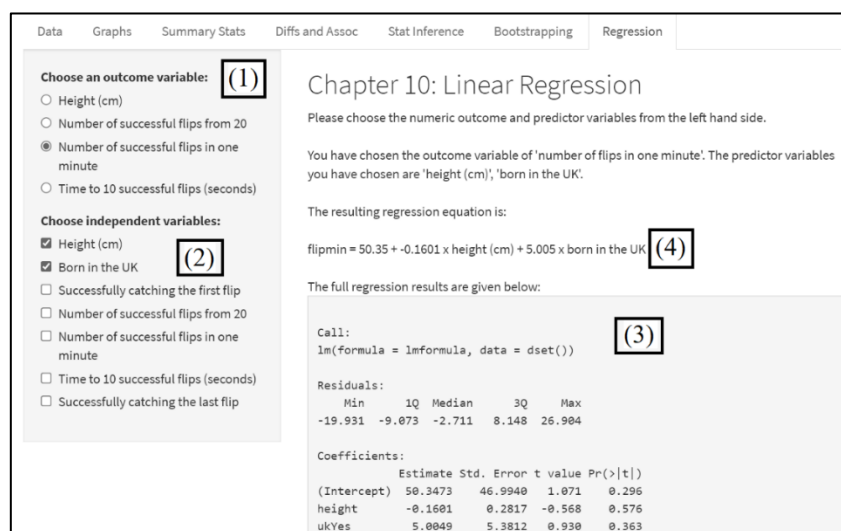 Data Graphs Summary Stats Diffs and Assoc Stat Inference Bootstrapping Regression
Choose an outcome variable: (1)
Height (cm)
Number of successful flips from 20
Number of successful flips in one
minute
Time to 10 successful flips (seconds)
Choose independent variables:
Height (cm)
Born in the UK (2)
Successfully catching the first flip
Number of successful flips from 20
Number of successful flips in one
minute
Time to 10 successful flips (seconds)
Successfully catching the last flip
Chapter 10: Linear Regression
Please choose the numeric outcome and predictor variables from the left hand side.
You have chosen the outcome variable of 'number of flips in one minute'. The predictor variables
you have chosen are 'height (cm)', 'born in the UK'.
The resulting regression equation is:
flipmin = 50.35 + -0.1601 x height (cm) + 5.005 x born in the UK (4)
The full regression results are given below:
Call: (3)
lm(formula = lmformula, data = dset())
Residuals:
Min 1Q Median 3Q Max
-19.931 -9.073 -2.711 8.148 26.904
Coefficients:
Estimate Std. Error t value Pr(>|t|)
(Intercept) 50.3473 46.9940 1.071 0.296
height -0.1601 0.2817 -0.568 0.576
ukYes 5.0049 5.3812 0.930 0.363